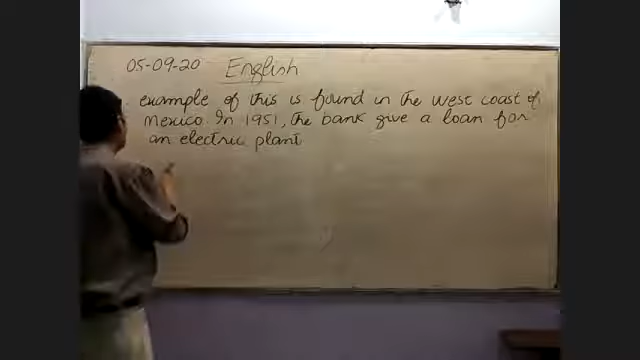 05-09-20 English
example of this is found in the west coast of
Mexico. In 1951, the bank give a loan for
an electric plant